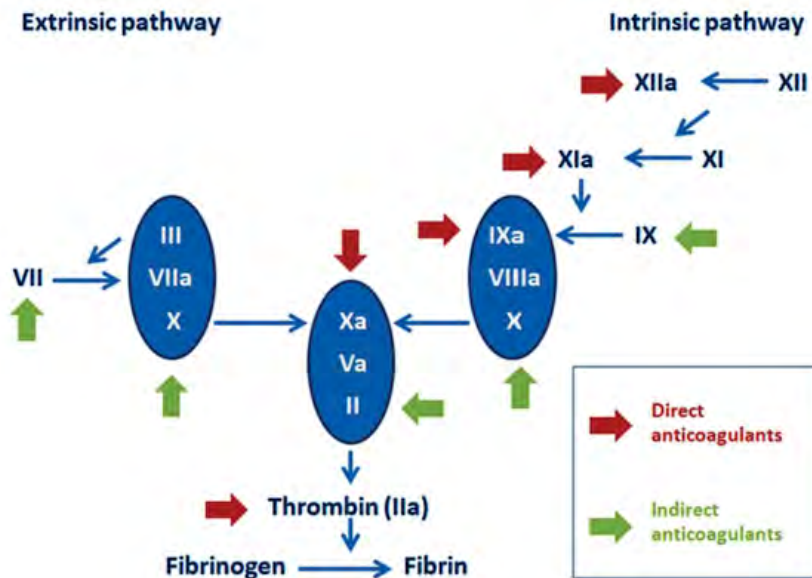 Extrinsic pathway
Intrinsic pathway
XIIa
XII
XIa
XI
III
VIIa
X
VII
IXa
VIIIa
X
IX
Xa
Va
II
Thrombin (IIa)
Fibrinogen
Fibrin
Direct
anticoagulants
Indirect
anticoagulants